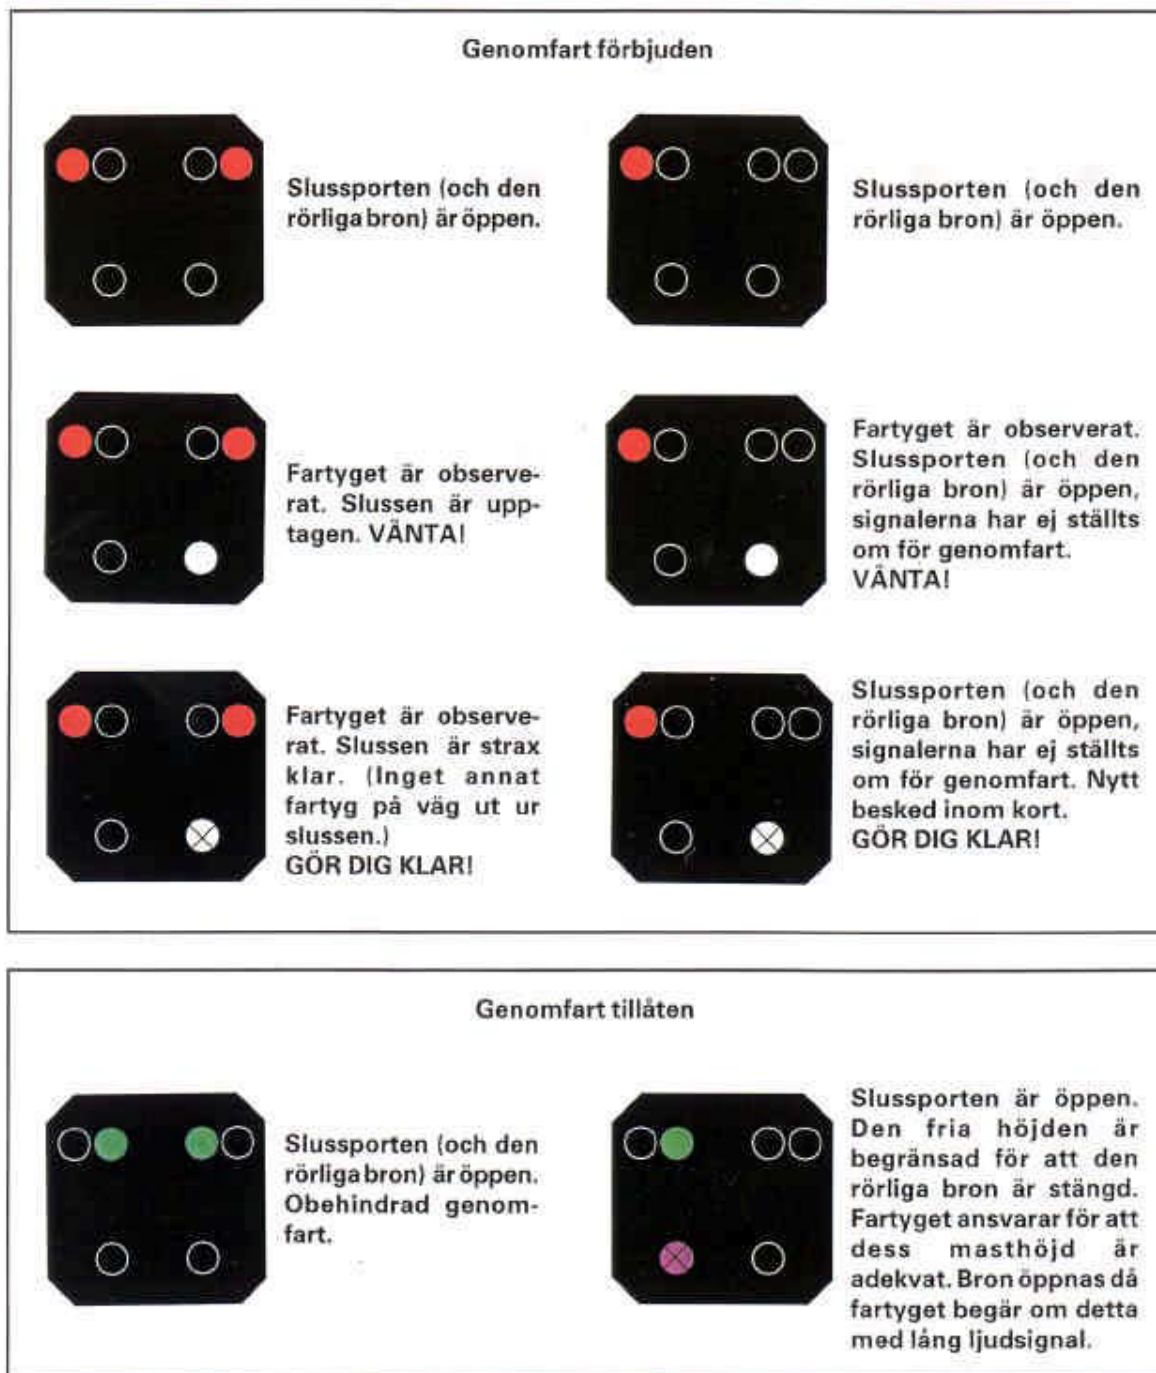 Genomfart förbjuden
Slussporten (och den
rörliga bron) är öppen.
Slussporten (och den
rörliga bron) är öppen.
Fartyget är observe-
rat. Slussen är upp-
tagen. VÄNTA!
Fartyget är observerat.
Slussporten (och den
rörliga bron) är öppen,
signalerna har ej ställts
om för genomfart.
VÄNTA!
Fartyget är observe-
rat. Slussen är strax
klar. (Inget annat
fartyg på väg ut ur
slussen.)
GÖR DIG KLAR!
Slussporten (och den
rörliga bron) är öppen,
signalerna har ej ställts
om för genomfart. Nytt
besked inom kort.
GÖR DIG KLAR!
Genomfart tillåten
Slussporten (och den
rörliga bron) är öppen.
Obehindrad genom-
fart.
Slussporten är öppen.
Den fria höjden är
begränsad för att den
rörliga bron är stängd.
Fartyget ansvarar för att
dess masthöjd är
adekvat. Bron öppnas då
fartyget begär om detta
med lång ljudsignal.